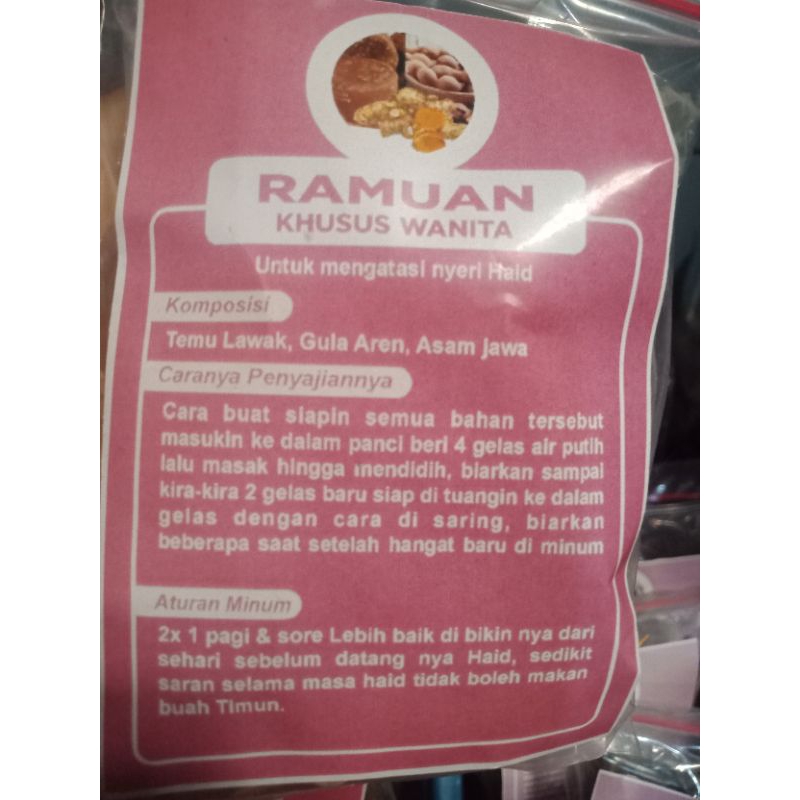 RAMUAN
KHUSUS WANITA
Untuk mengatasi nyeri Haid
Komposisi
Temu Lawak, Gula Aren, Asam Jawa
Caranya Penyajiannya
Cara buat siapin semua bahan tersebut
masukin ke dalam panci beri 4 gelas air putih
lalu masak hingga mendidih, biarkan sampai
kira-kira 2 gelas baru siap di tuangin ke dalam
gelas dengan cara di saring, biarkan
beberapa saat setelah hangat baru di minum
Aturan Minum
2x 1 pagi & sore Lebih baik di bikin nya dari
sehari sebelum datang nya Haid, sedikit
saran selama masa haid tidak boleh makan
buah Timun.